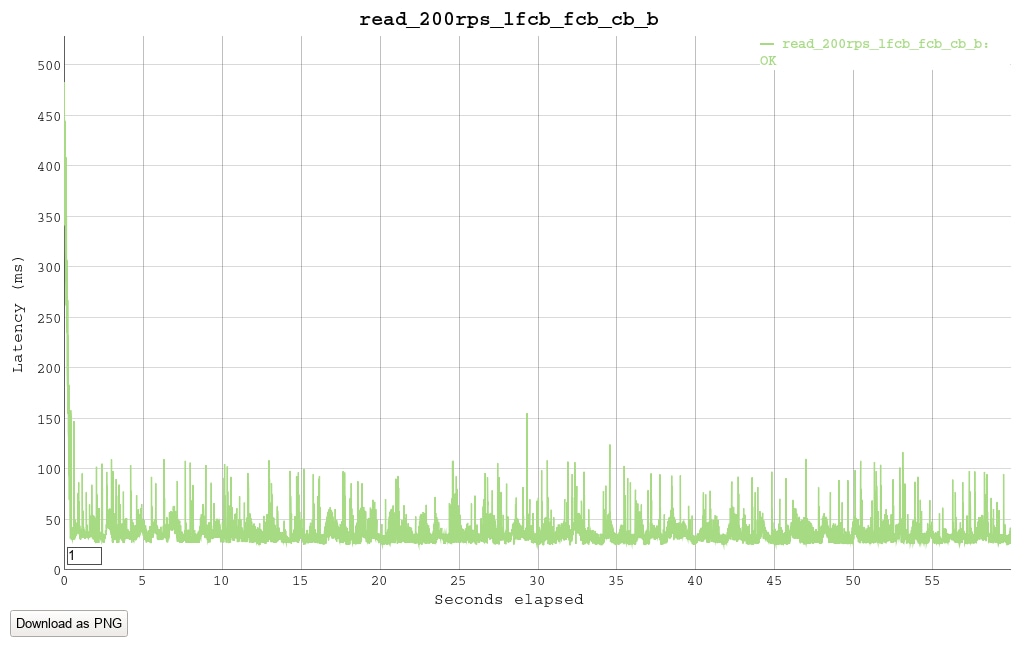 read_200rps_lfcb_fcb_cb_b
read_200rps_lfcb_fcb_cb_b:
OK
500
450
400
350
300
250
200
150
100
50
0
Latency (ms)
1
0 5 10 15 20 25 30 35 40 45 50 55
Seconds elapsed
Download as PNG